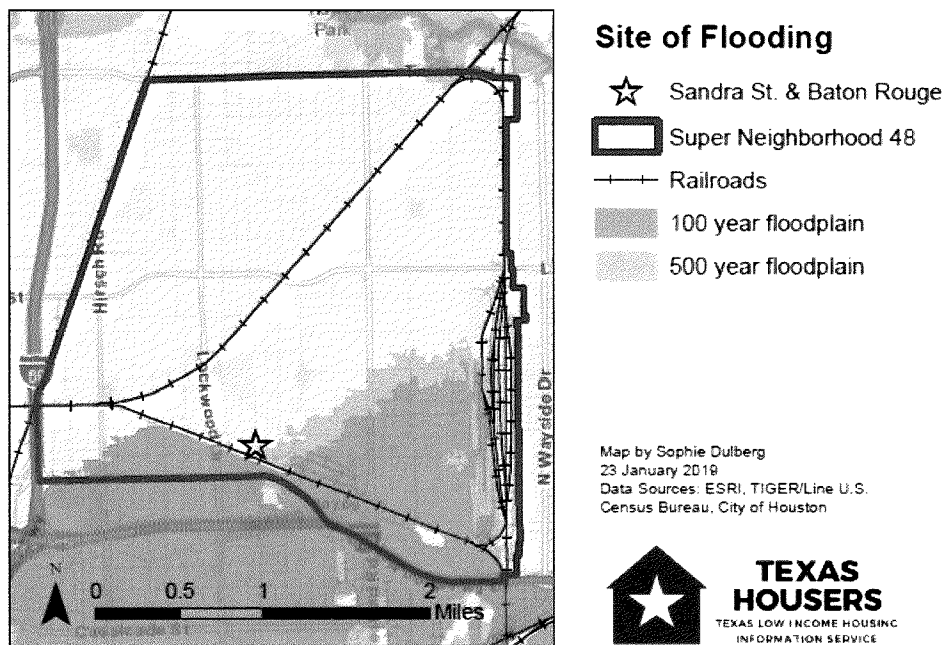 Park
Site of Flooding
Sandra St. & Baton Rouge
Super Neighborhood 48
Railroads
100 year floodplain
500 year floodplain
Hirsch Rd
Lockwood
N Wayside Dr
Map by Sophie Dulberg
23 January 2019
Data Sources: ESRI, TIGER/Line U.S.
Census Bureau, City of Houston
N
0 0.5 1 2
Miles
TEXAS
HOUSERS
TEXAS LOW INCOME HOUSING
INFORMATION SERVICE